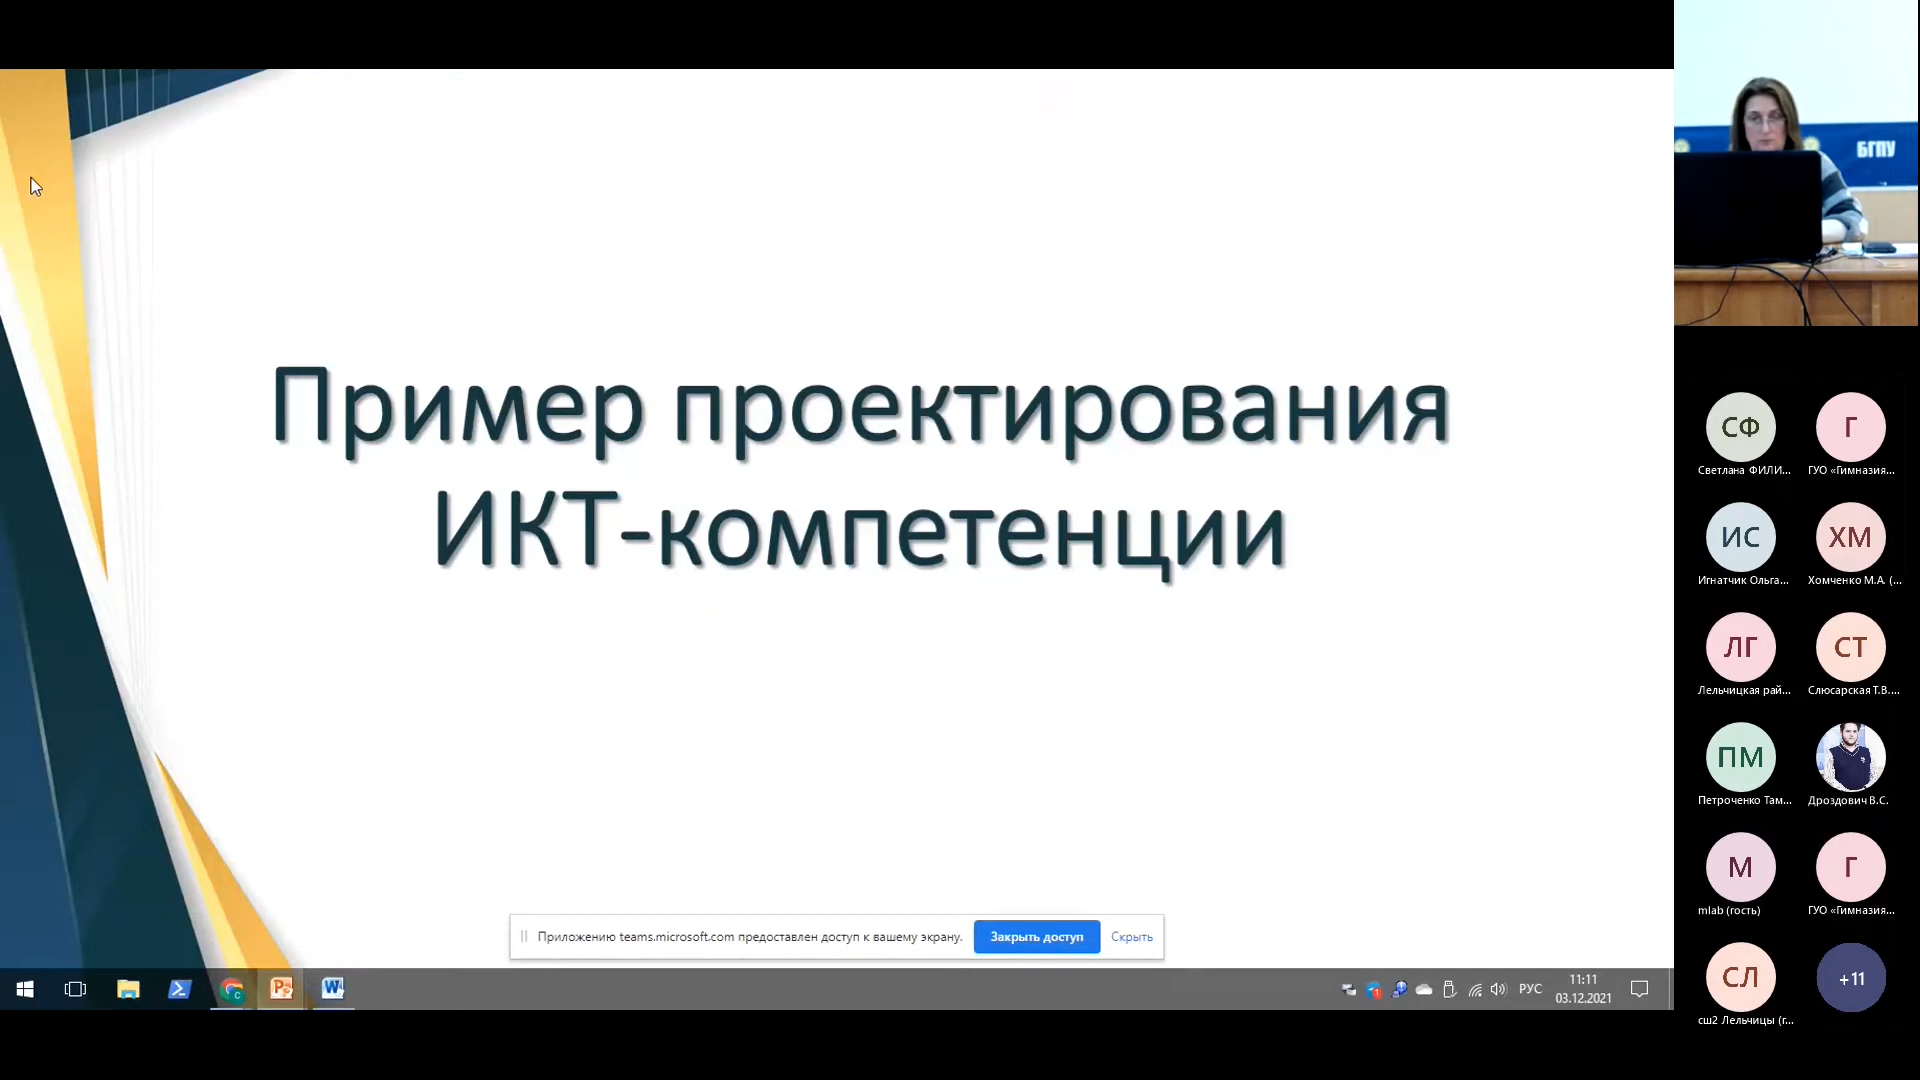 Пример проектирования
ИКТ-компетенции
Приложению teams.microsoft.com предоставлен доступ к вашему экрану.
Закрыть доступ
Скрыть
РУС
11:11
03.12.2021
БГПУ
СФ
Светлана ФИЛИ...
Г
ГУО «Гимназия...
ИС
Игнатчик Ольга...
ХМ
Хомченко М.А. (...
ЛГ
Лельчицкая рай...
СТ
Слюсарская Т.В....
ПМ
Петроченко Там...
Дроздович В.С.
М
mlab (гость)
Г
ГУО «Гимназия...
СЛ
сш2 Лельчицы (г...
+11